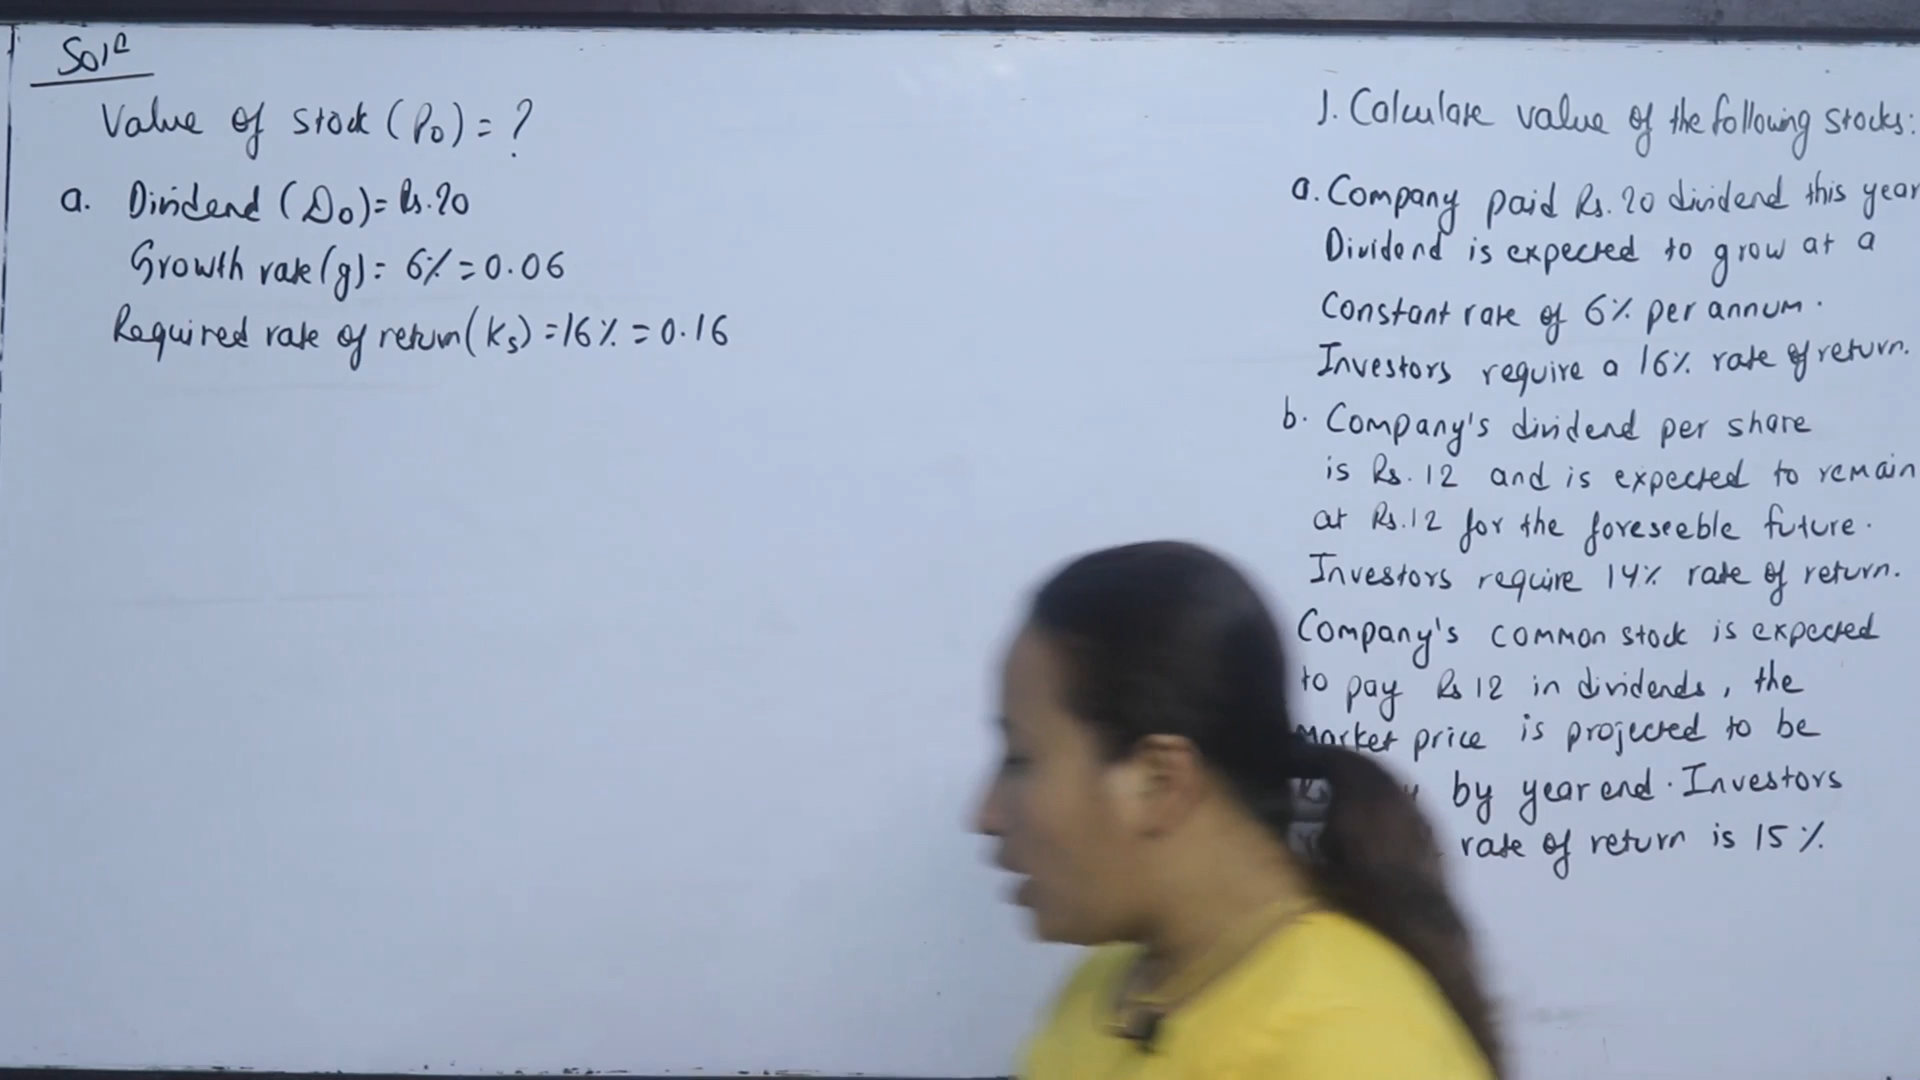 Solⁿ
Value of stock (P₀) = ?
a. Dividend (D₀) = Rs. 20
Growth rate (g) = 6% = 0.06
Required rate of return (Ks) = 16% = 0.16
1. Calculate value of the following stocks:
a. Company paid Rs. 20 dividend this year
Dividend is expected to grow at a
Constant rate of 6% per annum.
Investors require a 16% rate of return.
b. Company's dividend per share
is Rs. 12 and is expected to remain
at Rs. 12 for the foreseeble future.
Investors require 14% rate of return.
Company's common stock is expected
to pay Rs 12 in dividends, the
market price is projected to be
by year end. Investors
rate of return is 15%